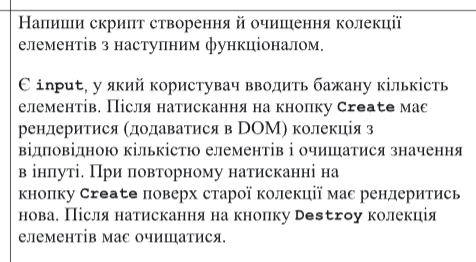 Напиши скрипт створення й очищення колекції
елементів з наступним функціоналом.
Є input, у який користувач вводить бажану кількість
елементів. Після натискання на кнопку Create має
рендеритися (додаватися в DOM) колекція з
відповідною кількістю елементів і очищатися значення
в інпуті. При повторному натисканні на
кнопку Create поверх старої колекції має рендеритись
нова. Після натискання на кнопку Destroy колекція
елементів має очищатися.